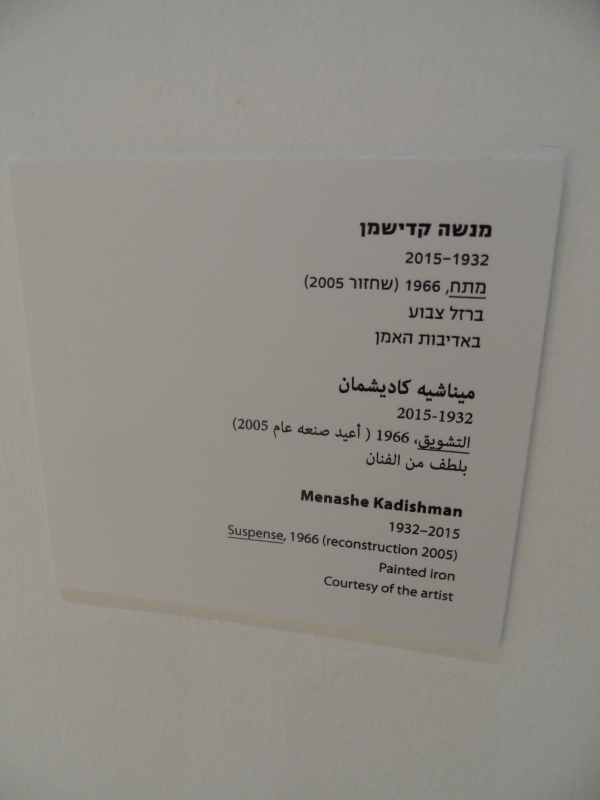 מנשה קדישמן
2015–1932
מתח, 1966 (שחזור 2005)
ברזל צבוע
באדיבות האמן
ميناشيه كاديشمان
2015-1932
التشويق، 1966 ( أعيد صنعه عام 2005)
بلطف من الفنان
Menashe Kadishman
1932–2015
Suspense, 1966 (reconstruction 2005)
Painted iron
Courtesy of the artist